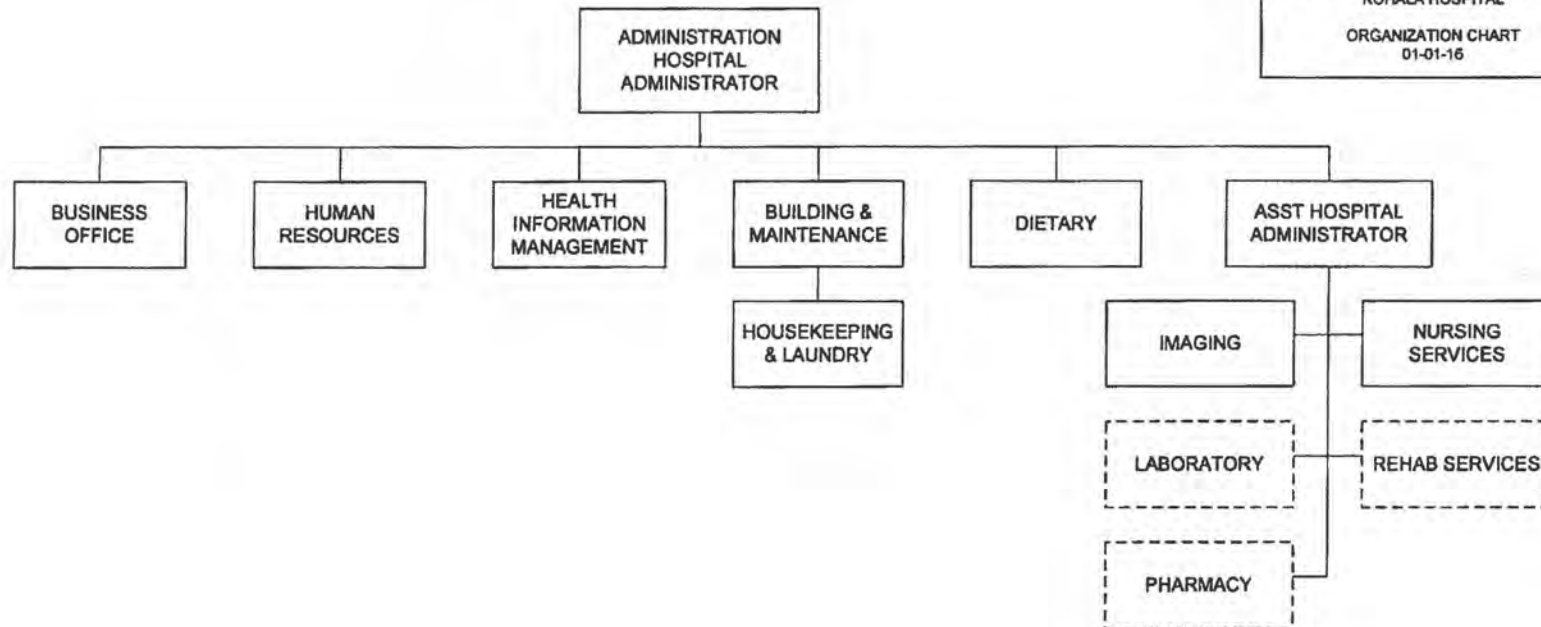 KOHALA HOSPITAL
ORGANIZATION CHART
01-01-16
ADMINISTRATION
HOSPITAL
ADMINISTRATOR
BUSINESS
OFFICE
HUMAN
RESOURCES
HEALTH
INFORMATION
MANAGEMENT
BUILDING &
MAINTENANCE
DIETARY
ASST HOSPITAL
ADMINISTRATOR
HOUSEKEEPING
& LAUNDRY
IMAGING
NURSING
SERVICES
LABORATORY
REHAB SERVICES
PHARMACY